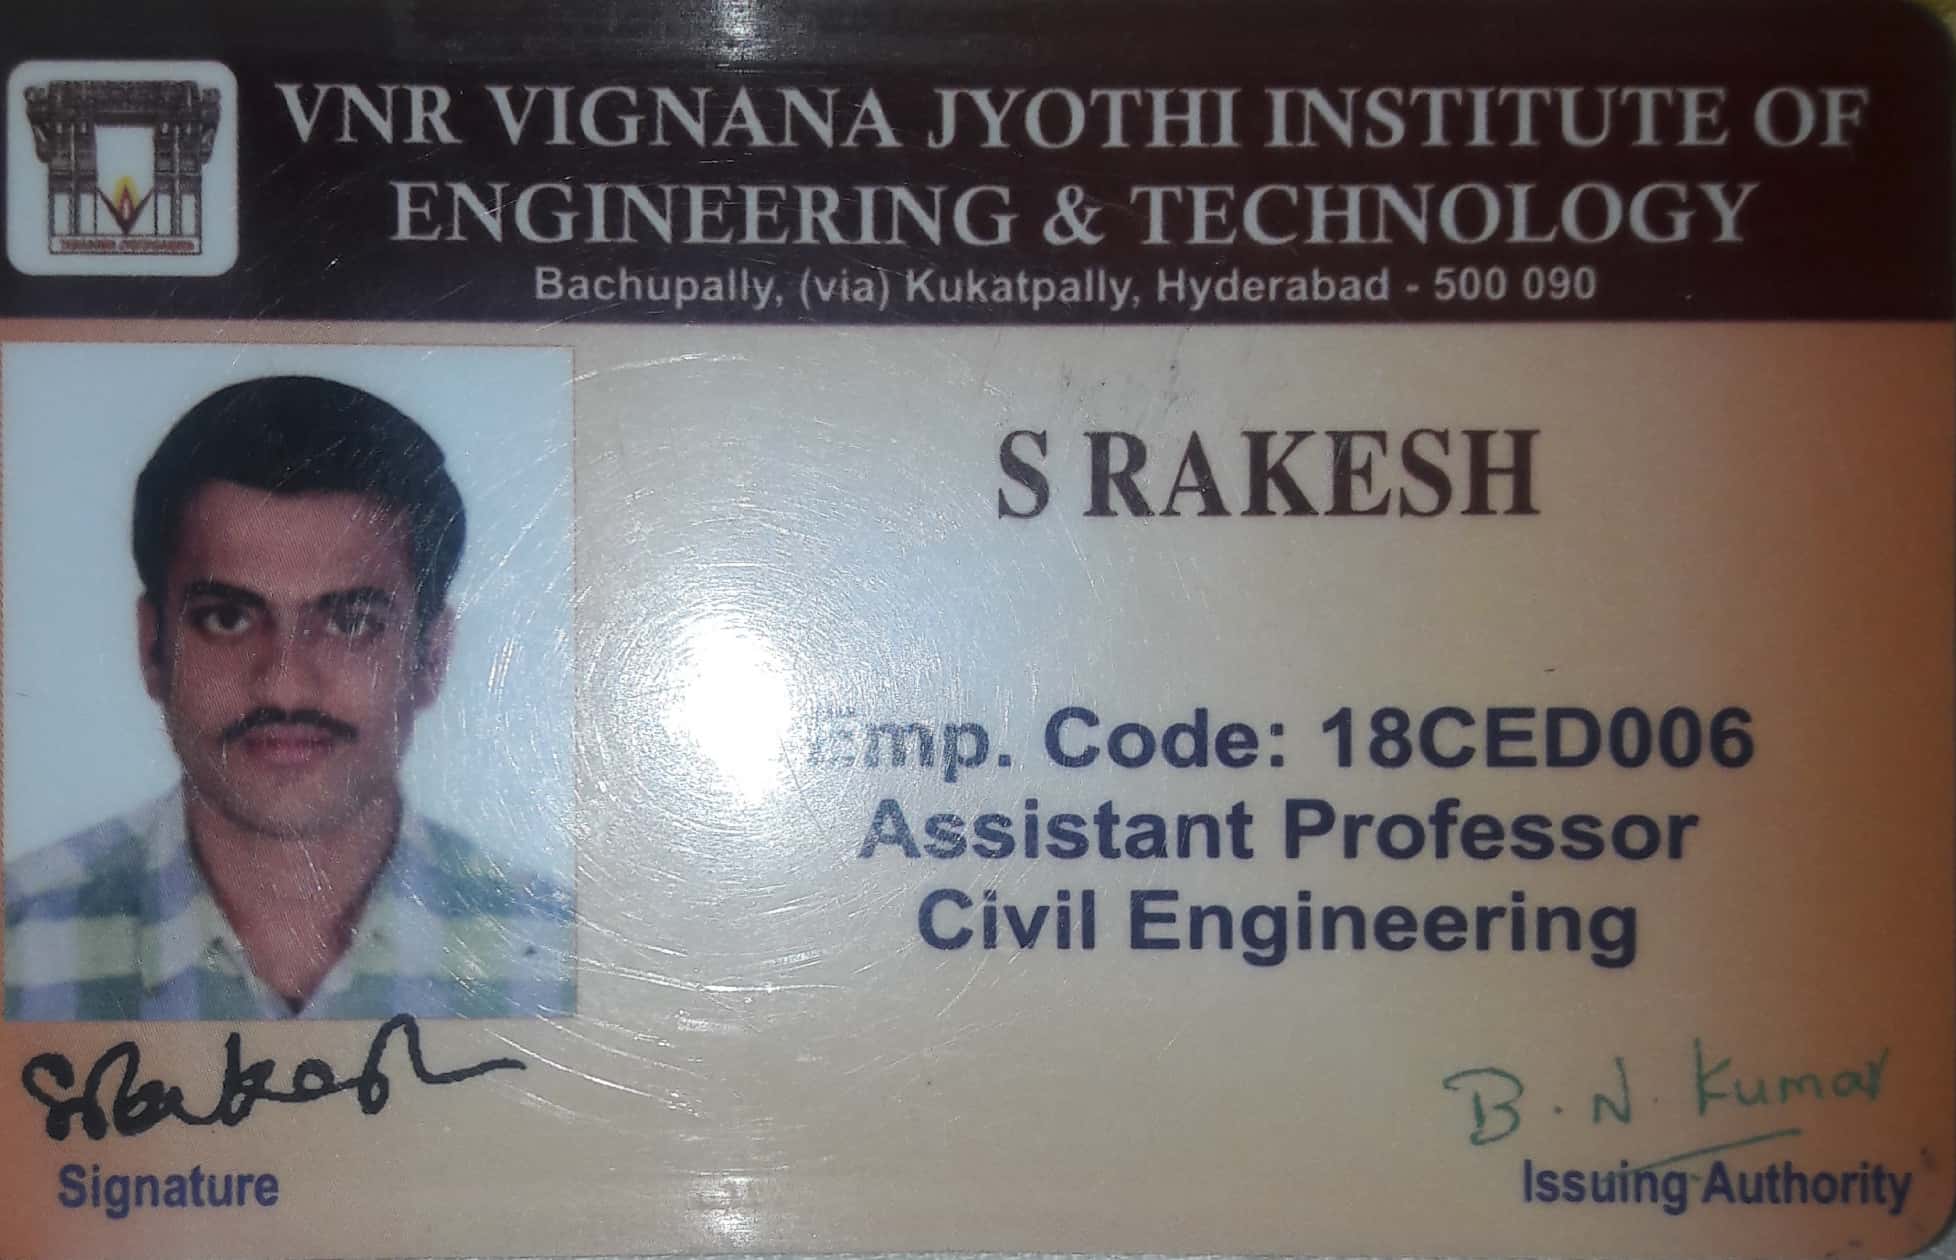 VNR VIGNANA JYOTHI INSTITUTE OF
ENGINEERING & TECHNOLOGY
Bachupally, (via) Kukatpally, Hyderabad - 500 090
S RAKESH
Emp. Code: 18CED006
Assistant Professor
Civil Engineering
SRakesh
B. N. Kumar
Signature
Issuing Authority